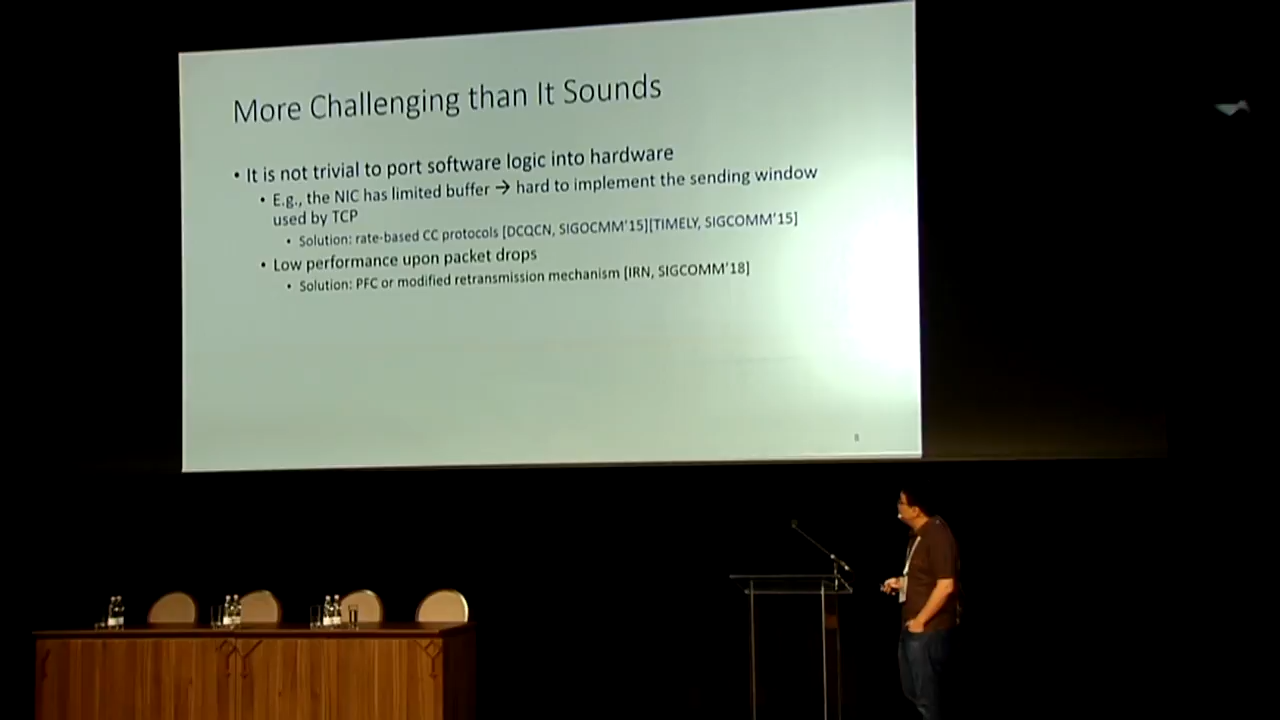 More Challenging than It Sounds
• It is not trivial to port software logic into hardware
• E.g., the NIC has limited buffer → hard to implement the sending window
used by TCP
• Solution: rate-based CC protocols [DCQCN, SIGOCMM'15][TIMELY, SIGCOMM'15]
• Low performance upon packet drops
• Solution: PFC or modified retransmission mechanism [IRN, SIGCOMM'18]
8